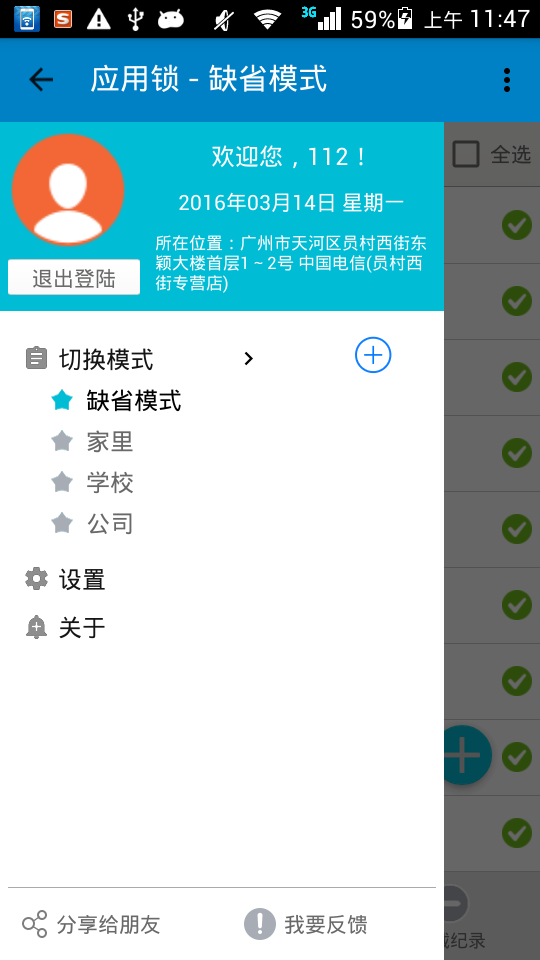 3G 59% 上午 11:47
应用锁 - 缺省模式
欢迎您，112！
2016年03月14日 星期一
所在位置：广州市天河区员村西街东
颖大楼首层1～2号 中国电信(员村西
街专营店)
退出登陆
全选
切换模式
缺省模式
家里
学校
公司
设置
关于
分享给朋友
我要反馈
纪录